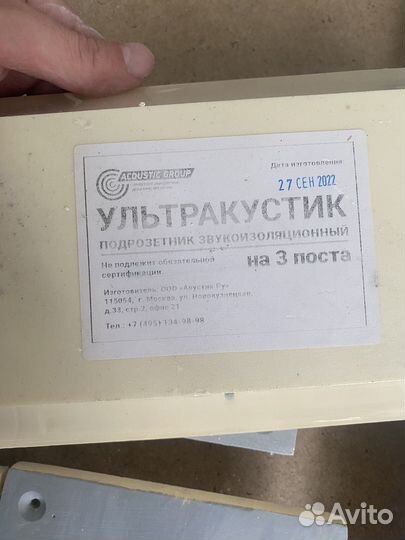 ACOUSTIC GROUP
Дата изготовления
27 СЕН 2022
УЛЬТРАКУСТИК
ПОДРОЗЕТНИК ЗВУКОИЗОЛЯЦИОННЫЙ
Не подлежит обязательной
сертификации.
на 3 поста
Изготовитель: ООО «Акустик Ру»
115054, г. Москва, ул. Новокузнецкая,
д.33, стр.2, офис 21
Тел.: +7 (495) 134-98-98
Avito